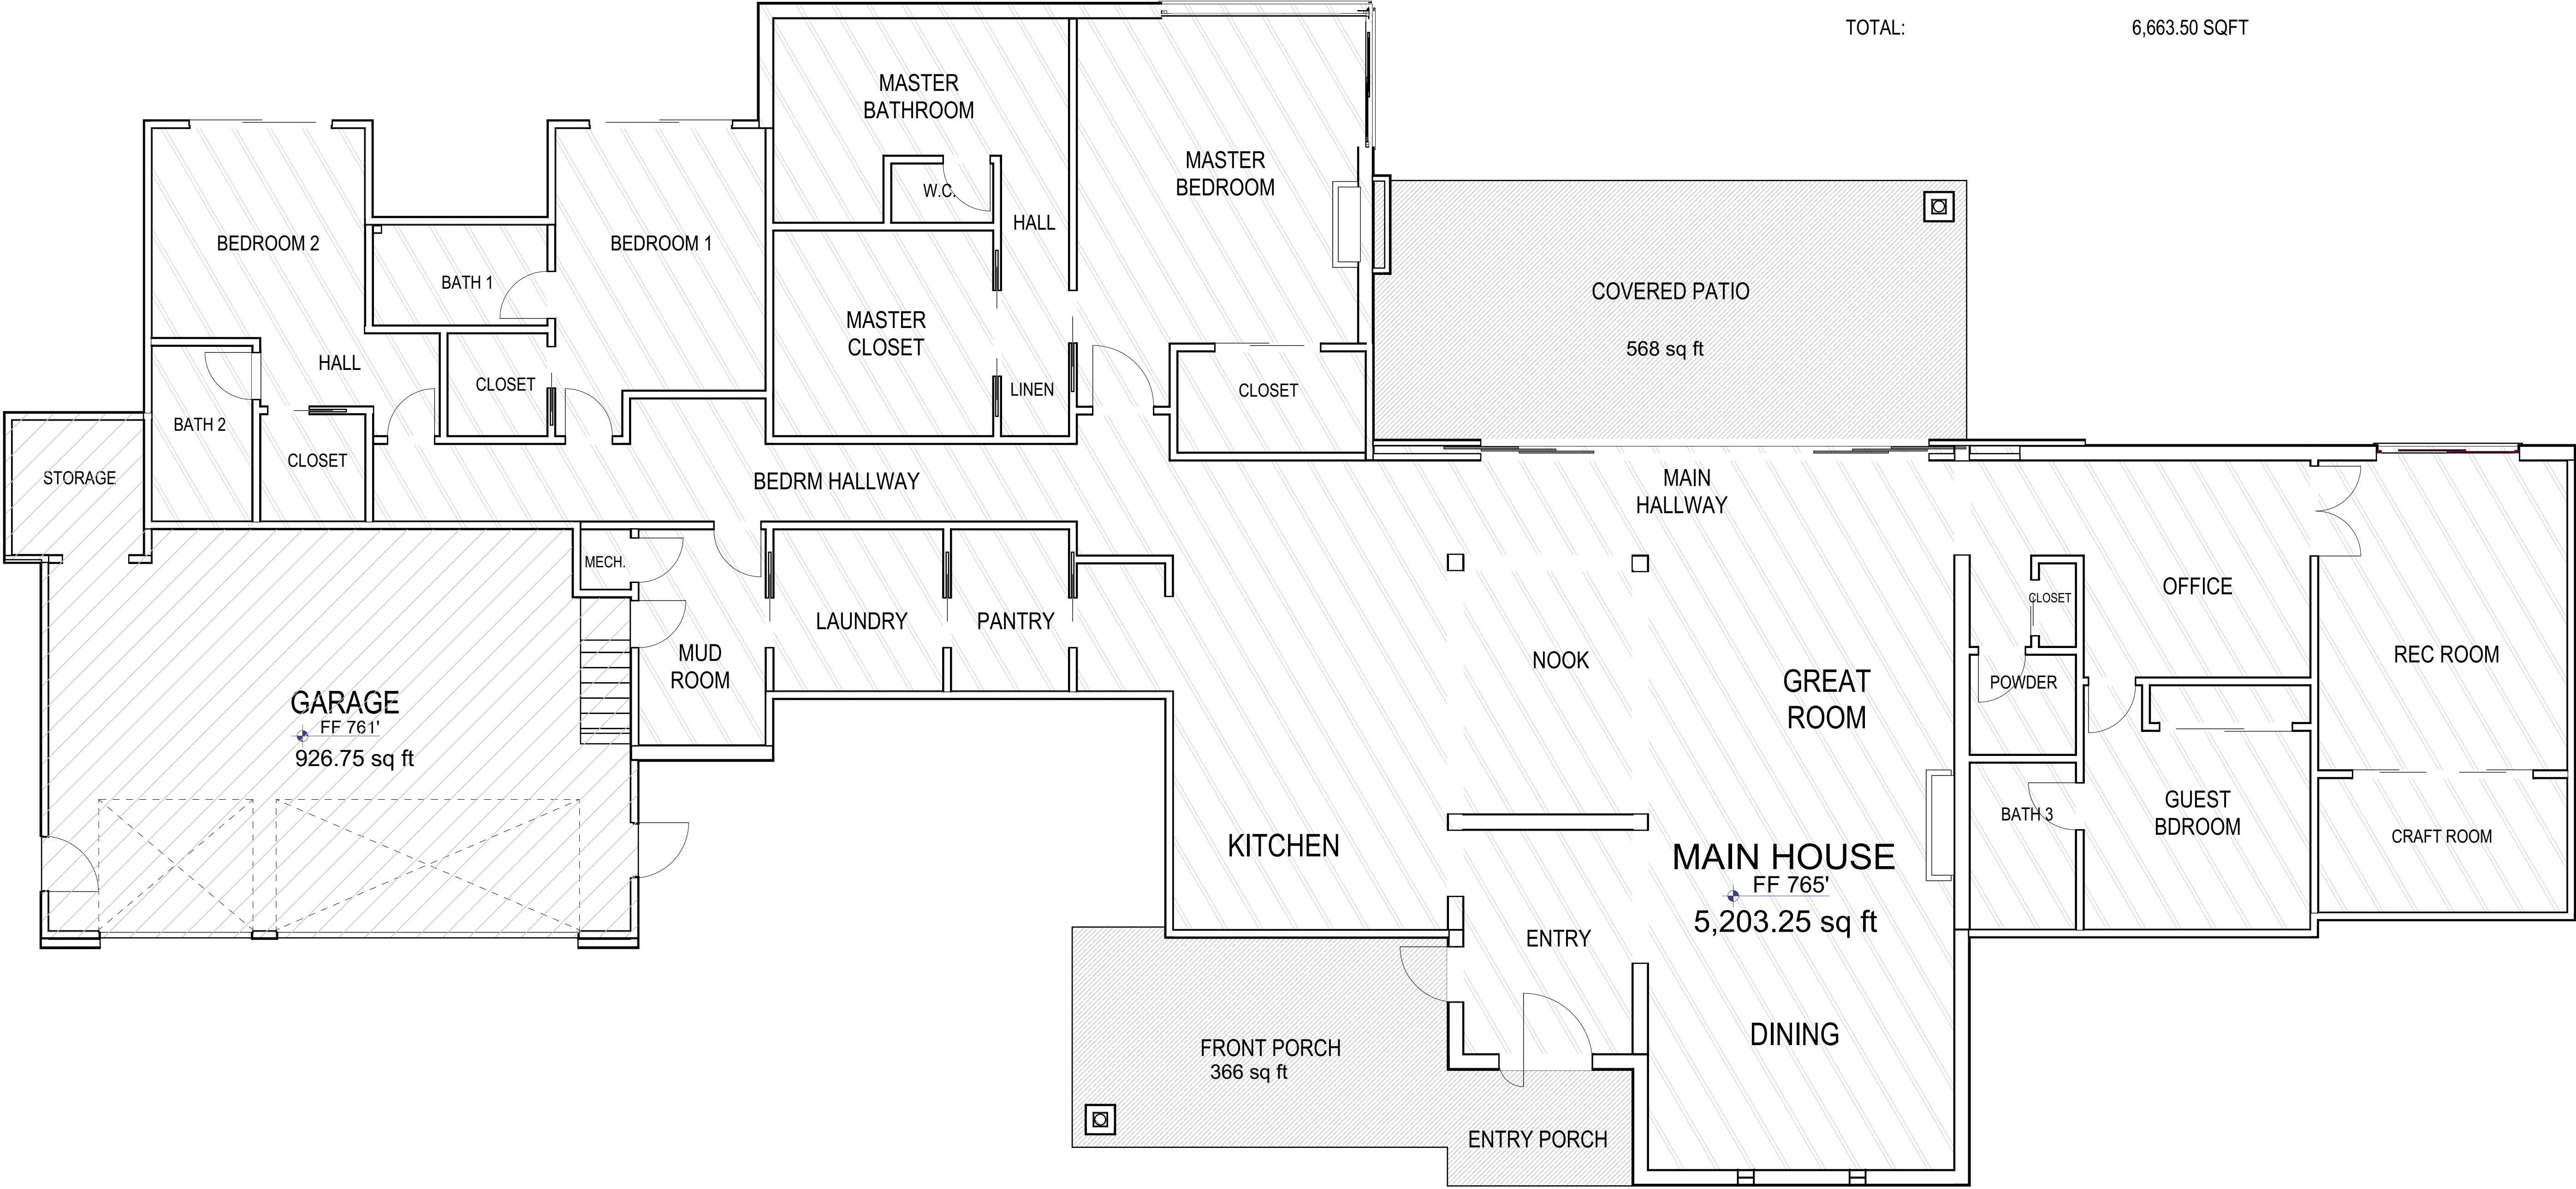 TOTAL: 6,663.50 SQFT
MASTER
BATHROOM
W.C.
HALL
MASTER
BEDROOM
BEDROOM 2
BATH 1
BEDROOM 1
MASTER
CLOSET
LINEN
CLOSET
COVERED PATIO
568 sq ft
HALL
CLOSET
BATH 2
CLOSET
STORAGE
BEDRM HALLWAY
MAIN
HALLWAY
MECH.
MUD
ROOM
LAUNDRY
PANTRY
NOOK
GREAT
ROOM
CLOSET
POWDER
OFFICE
REC ROOM
GARAGE
FF 761'
926.75 sq ft
KITCHEN
MAIN HOUSE
FF 765'
5,203.25 sq ft
BATH 3
GUEST
BDROOM
CRAFT ROOM
ENTRY
DINING
FRONT PORCH
366 sq ft
ENTRY PORCH